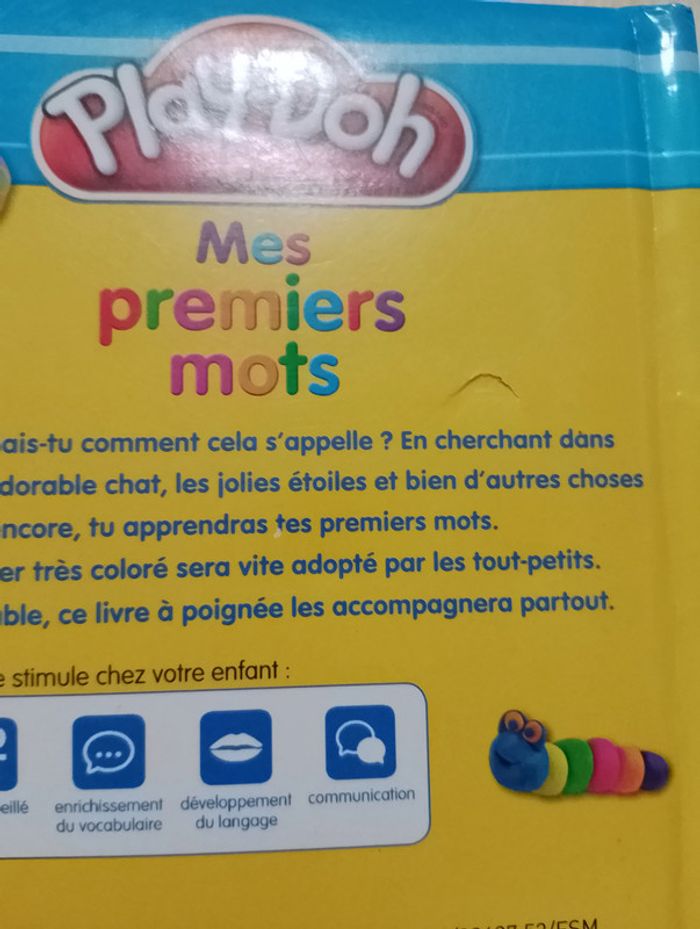 Play-Doh
Mes
premiers
mots
ais-tu comment cela s'appelle ? En cherchant dans
dorable chat, les jolies étoiles et bien d'autres choses
ncore, tu apprendras tes premiers mots.
er très coloré sera vite adopté par les tout-petits.
ble, ce livre à poignée les accompagnera partout.
e stimule chez votre enfant :
eillé
enrichissement
du vocabulaire
développement
du langage
communication